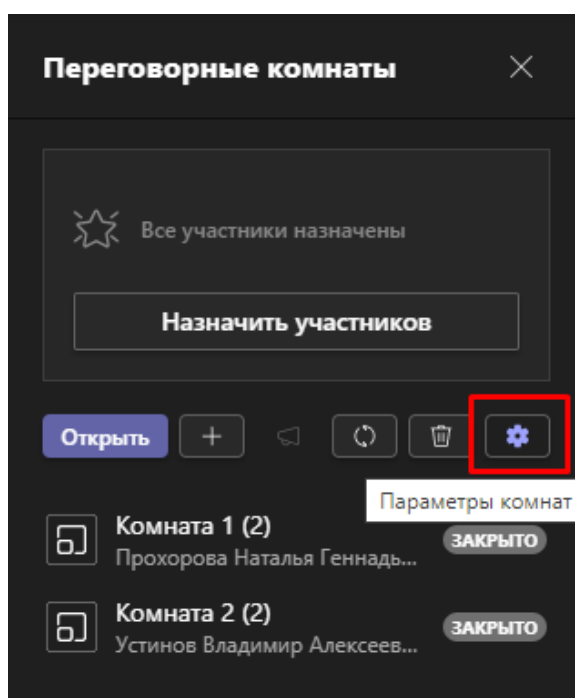 Переговорные комнаты
Все участники назначены
Назначить участников
Открыть
Параметры комнат
Комната 1 (2)
Прохорова Наталья Геннадь...
ЗАКРЫТО
Комната 2 (2)
Устинов Владимир Алексеев...
ЗАКРЫТО